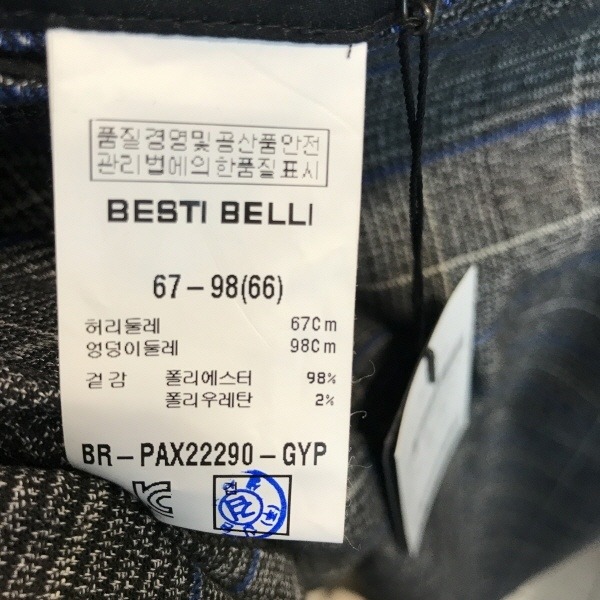 품질경영및공산품안전
관리법에의한품질표시
BESTI BELLI
67-98(66)
허리둘레 67Cm
엉덩이둘레 98Cm
겉감 폴리에스터 98%
폴리우레탄 2%
BR-PAX22290-GYP